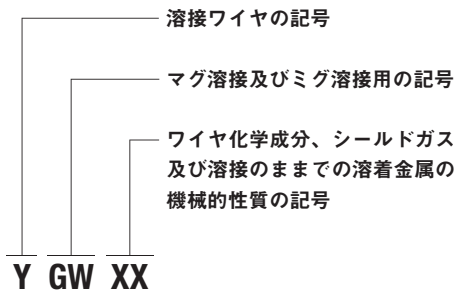 溶接ワイヤの記号
マグ溶接及びミグ溶接用の記号
ワイヤ化学成分、シールドガス
及び溶接のままでの溶着金属の
機械的性質の記号
Y GW XX